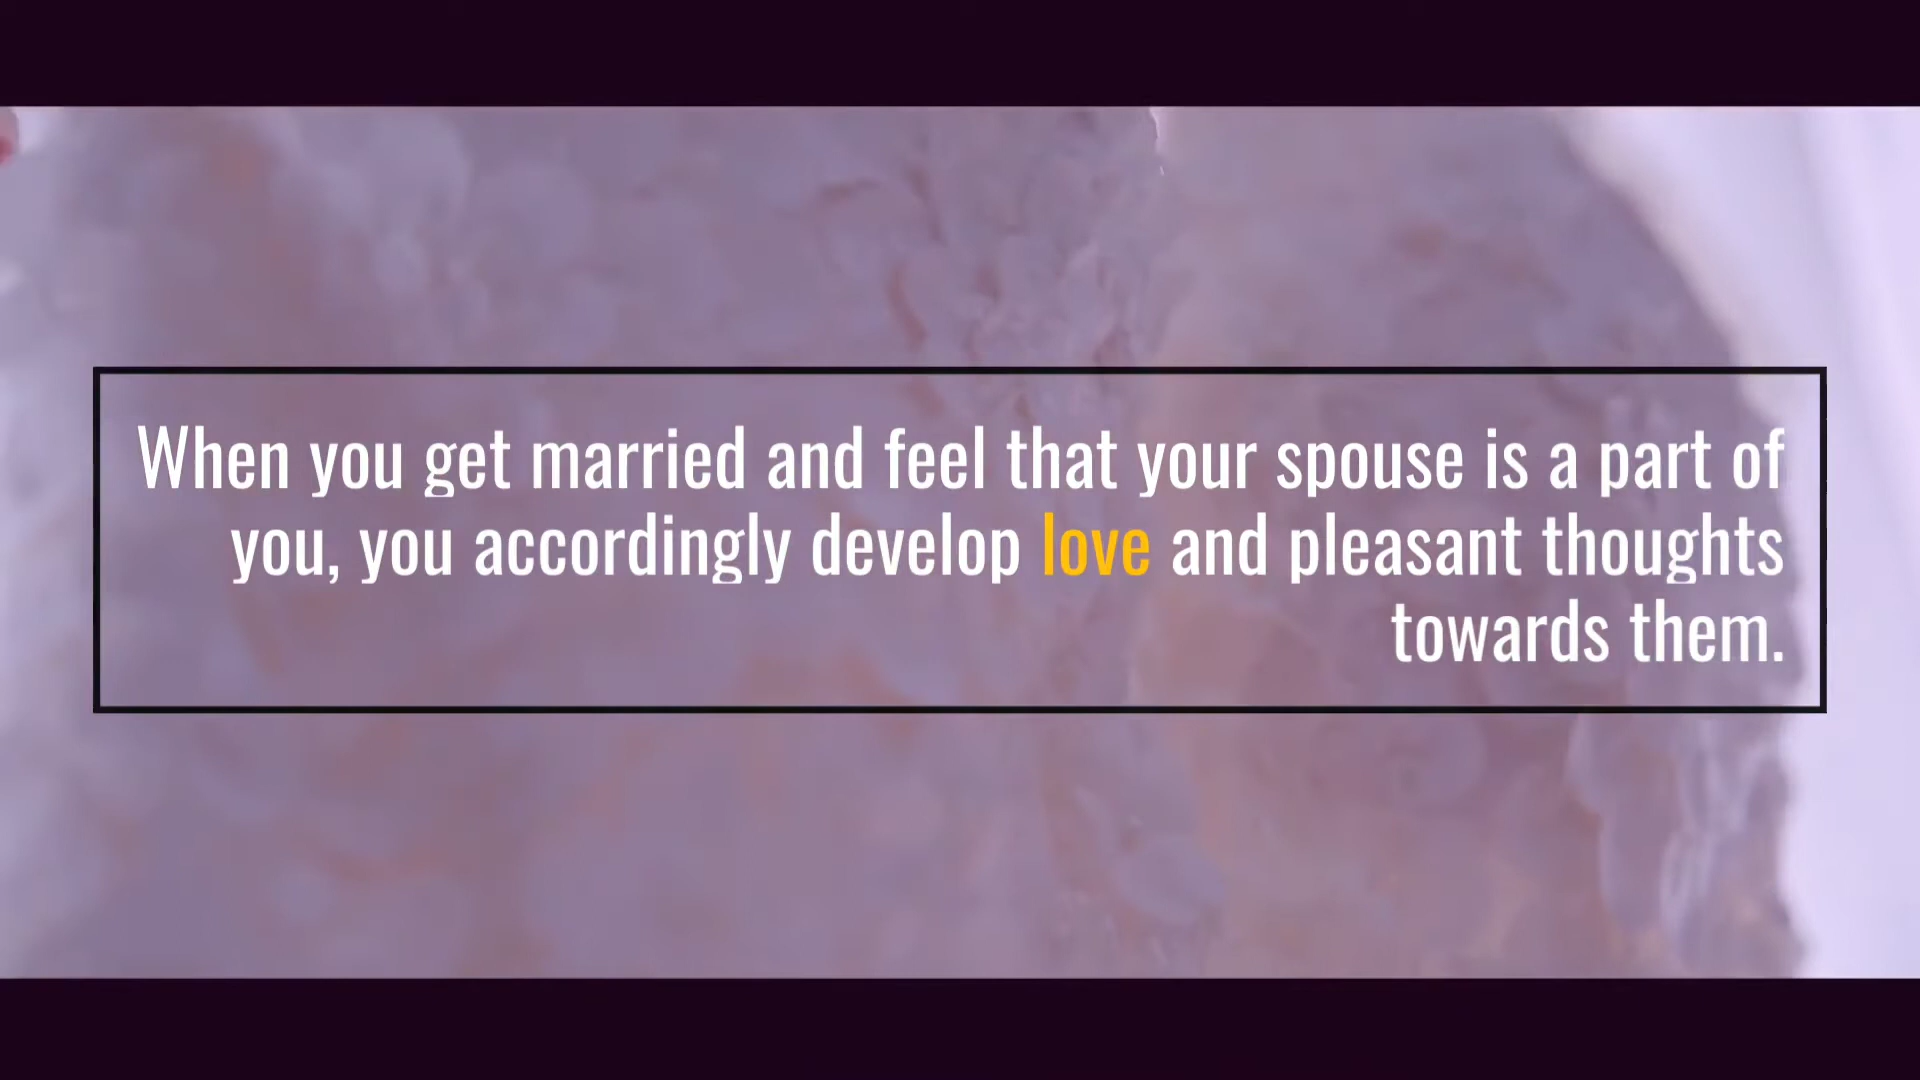 When you get married and feel that your spouse is a part of
you, you accordingly develop love and pleasant thoughts
towards them.